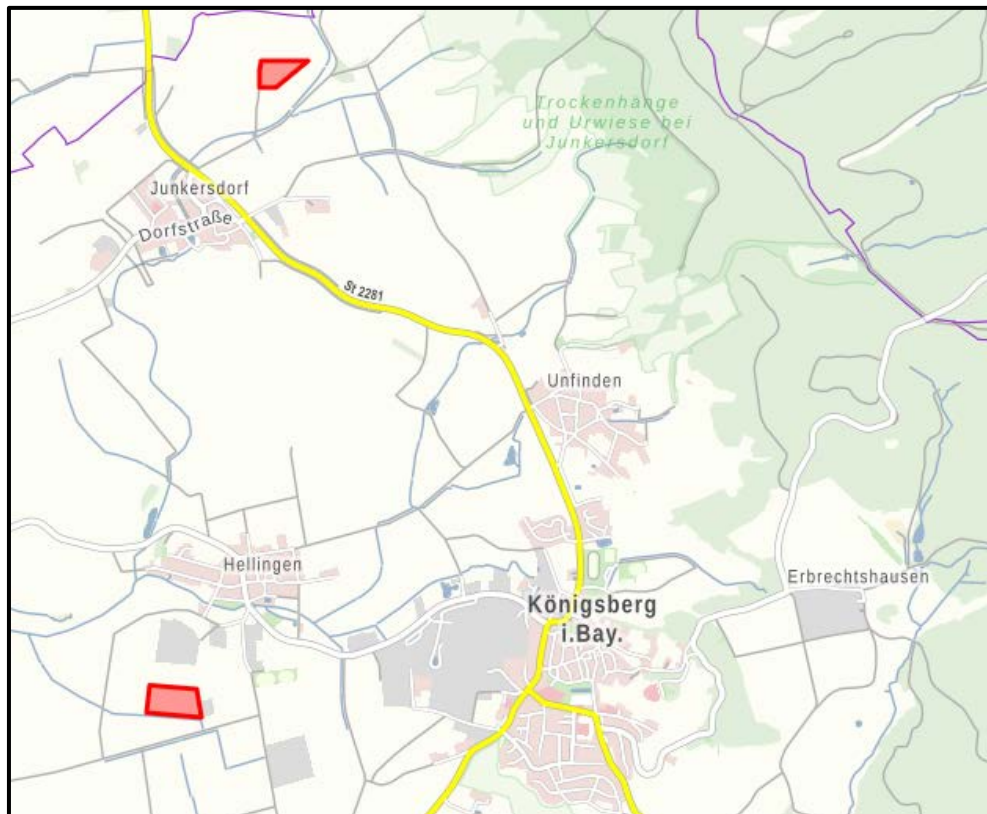 Trockenhänge
und Urwiese bei
Junkersdorf
Junkersdorf
Dorfstraße
St 2281
Unfinden
Hellingen
Erbrechtshausen
Königsberg
i.Bay.